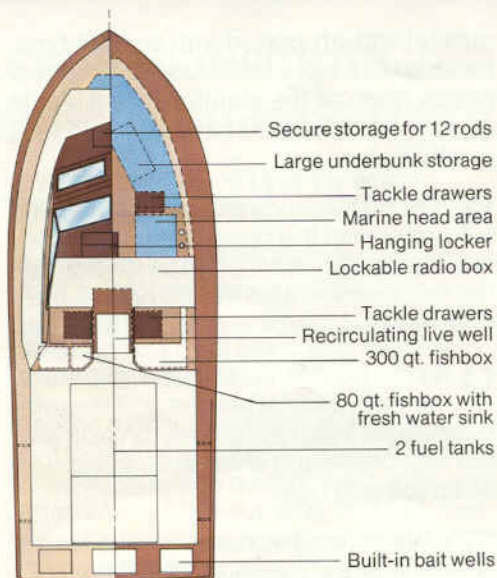 Secure storage for 12 rods
Large underbunk storage
Tackle drawers
Marine head area
Hanging locker
Lockable radio box
Tackle drawers
Recirculating live well
300 qt. fishbox
80 qt. fishbox with
fresh water sink
2 fuel tanks
Built-in bait wells